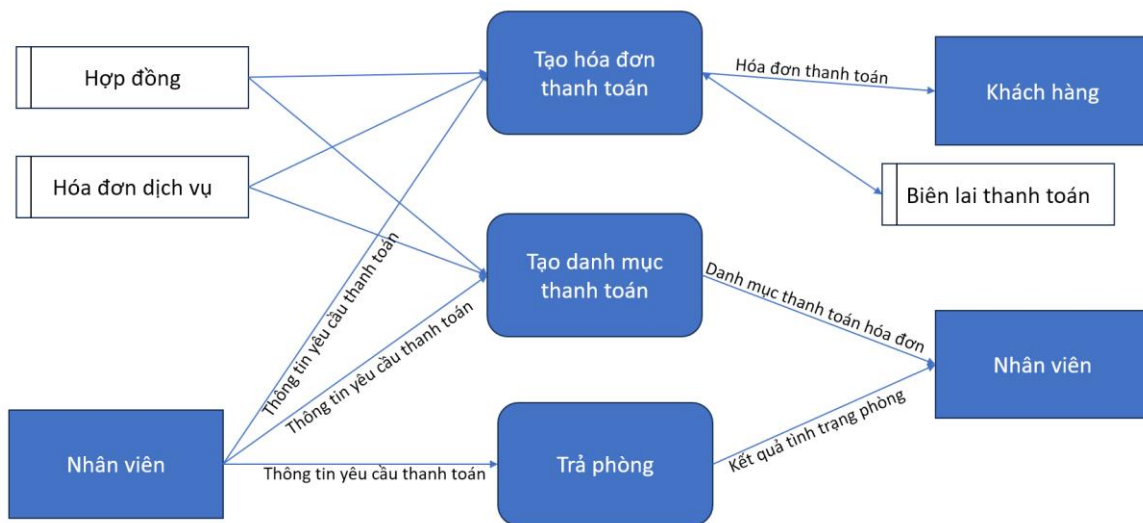 Hợp đồng
Tạo hóa đơn
thanh toán
Hóa đơn thanh toán
Khách hàng
Hóa đơn dịch vụ
Biên lai thanh toán
Tạo danh mục
thanh toán
Thông tin yêu cầu thanh toán
Thông tin yêu cầu thanh toán
Danh mục thanh toán hóa đơn
Nhân viên
Nhân viên
Thông tin yêu cầu thanh toán
Trả phòng
Kết quả tình trạng phòng